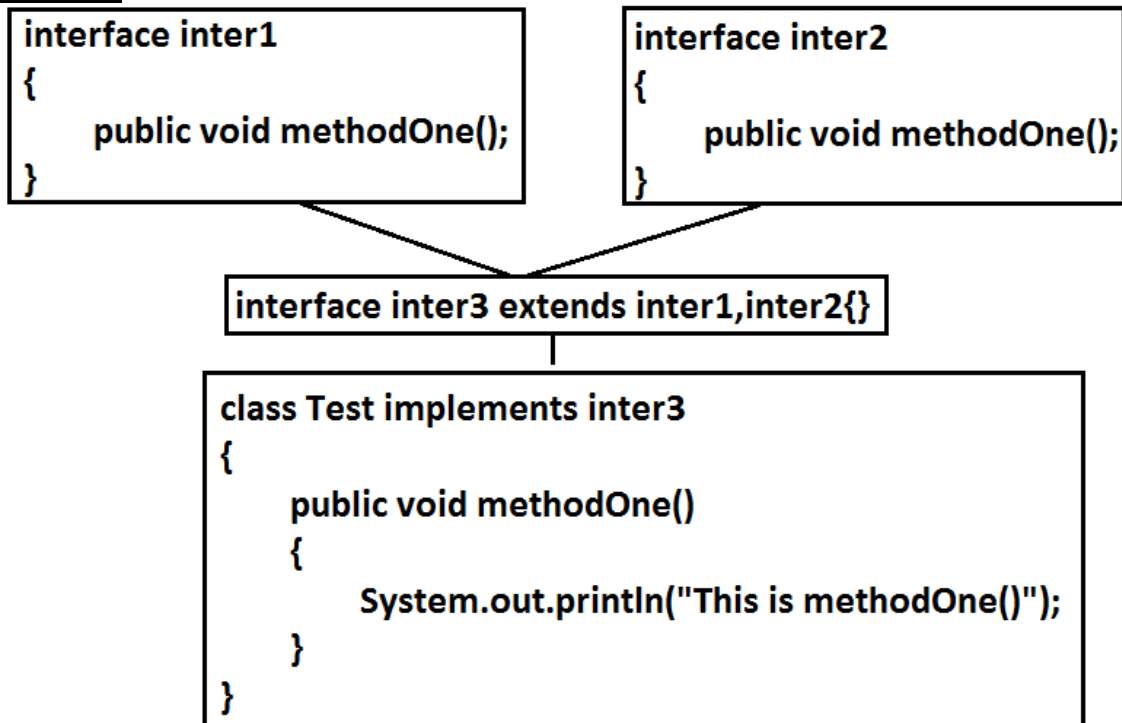 interface inter1
{
public void methodOne();
}
interface inter2
{
public void methodOne();
}
interface inter3 extends inter1,inter2{}
class Test implements inter3
{
public void methodOne()
{
System.out.println("This is methodOne()");
}
}